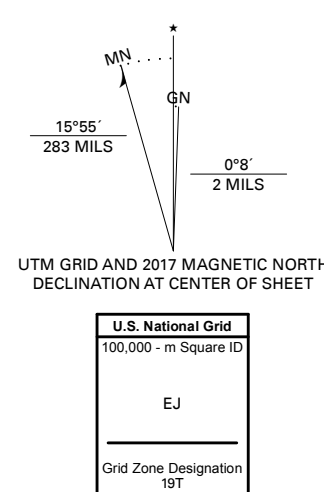 ★
MN
GN
15°55´
283 MILS
0°8´
2 MILS
UTM GRID AND 2017 MAGNETIC NORTH
DECLINATION AT CENTER OF SHEET
U.S. National Grid
100,000 - m Square ID
EJ
Grid Zone Designation
19T